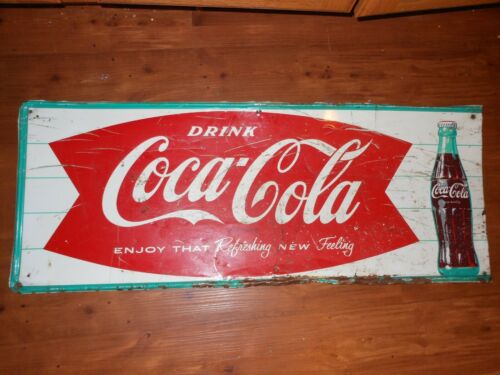 DRINK
Coca-Cola
ENJOY THAT Refreshing NEW Feeling
Coca-Cola